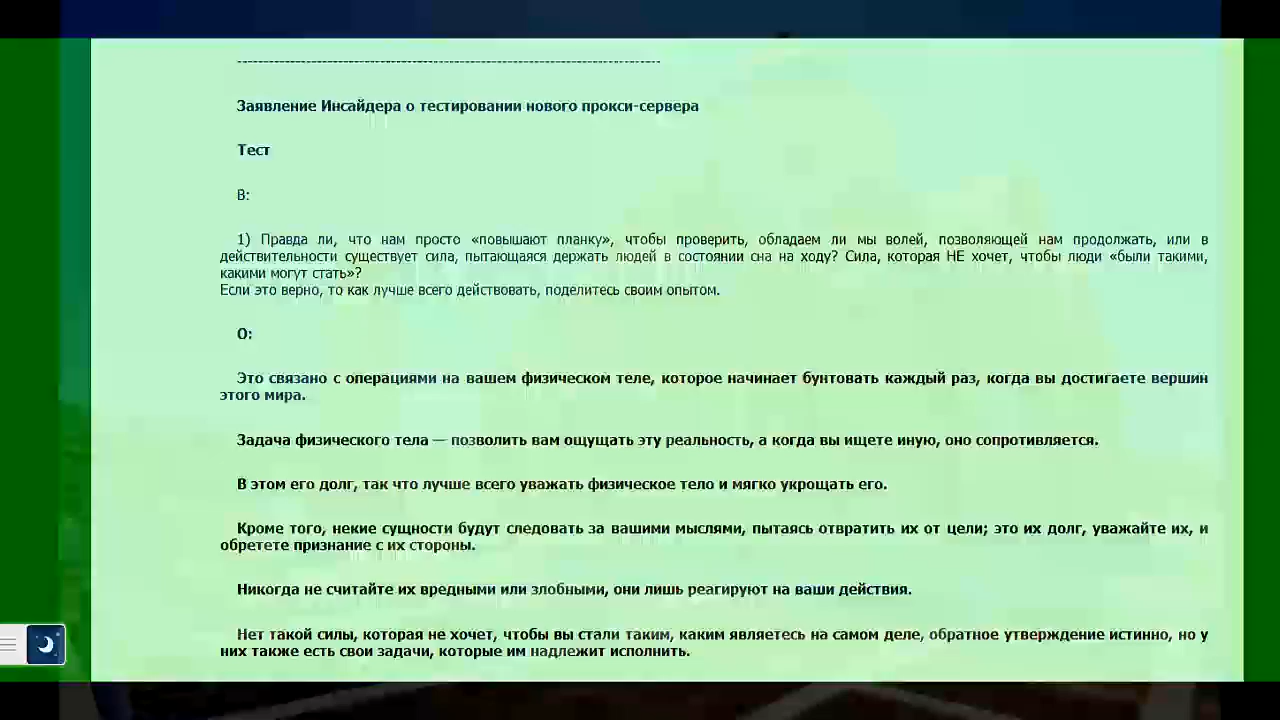 --------------------------------------------------------------------------------
Заявление Инсайдера о тестировании нового прокси-сервера
Тест
В:
1) Правда ли, что нам просто «повышают планку», чтобы проверить, обладаем ли мы волей, позволяющей нам продолжать, или в
действительности существует сила, пытающаяся держать людей в состоянии сна на ходу? Сила, которая НЕ хочет, чтобы люди «были такими,
какими могут стать»?
Если это верно, то как лучше всего действовать, поделитесь своим опытом.
О:
Это связано с операциями на вашем физическом теле, которое начинает бунтовать каждый раз, когда вы достигаете вершин
этого мира.
Задача физического тела — позволить вам ощущать эту реальность, а когда вы ищете иную, оно сопротивляется.
В этом его долг, так что лучше всего уважать физическое тело и мягко укрощать его.
Кроме того, некие сущности будут следовать за вашими мыслями, пытаясь отвратить их от цели; это их долг, уважайте их, и
обретете признание с их стороны.
Никогда не считайте их вредными или злобными, они лишь реагируют на ваши действия.
Нет такой силы, которая не хочет, чтобы вы стали таким, каким являетесь на самом деле, обратное утверждение истинно, но у
них также есть свои задачи, которые им надлежит исполнить.